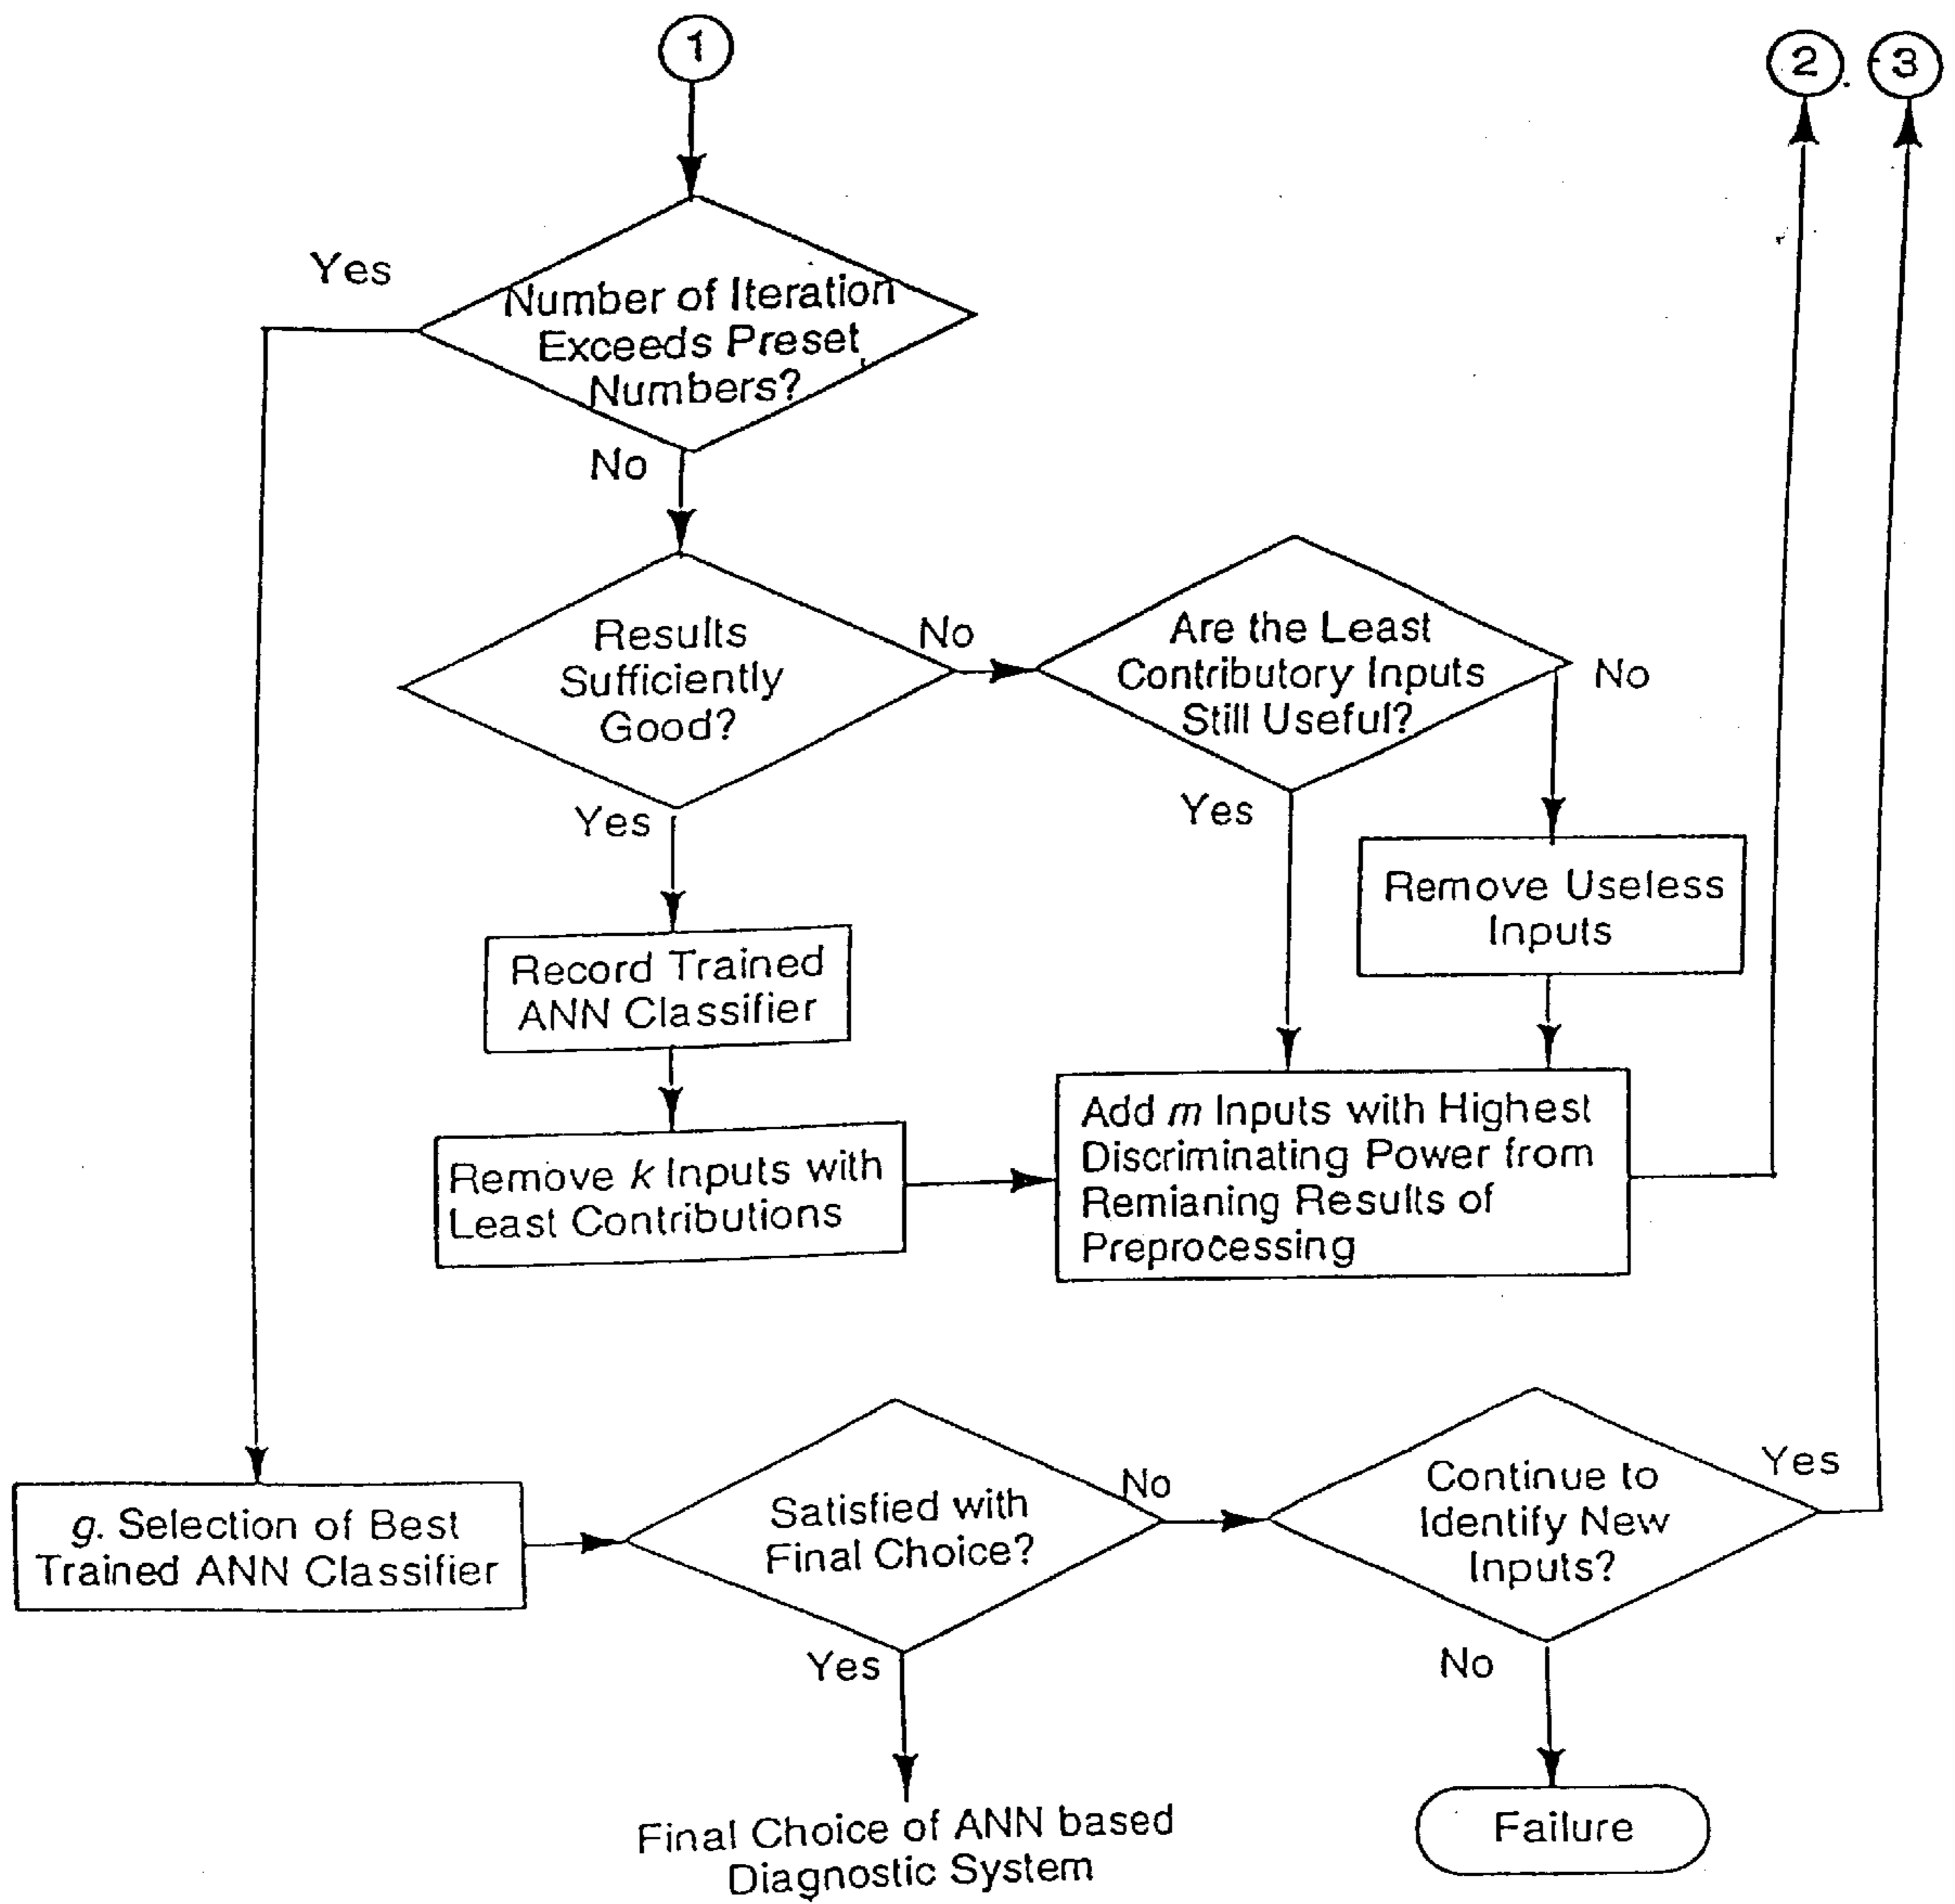 1
2
3
Yes
Number of Iteration
Exceeds Preset
Numbers?
No
Results
Sufficiently
Good?
No
Are the Least
Contributory Inputs
Still Useful?
No
Yes
Yes
Remove Useless
Inputs
Record Trained
ANN Classifier
Remove k Inputs with
Least Contributions
Add m Inputs with Highest
Discriminating Power from
Remianing Results of
Preprocessing
g. Selection of Best
Trained ANN Classifier
Satisfied with
Final Choice?
No
Continue to
Identify New
Inputs?
Yes
Yes
No
Final Choice of ANN based
Diagnostic System
Failure